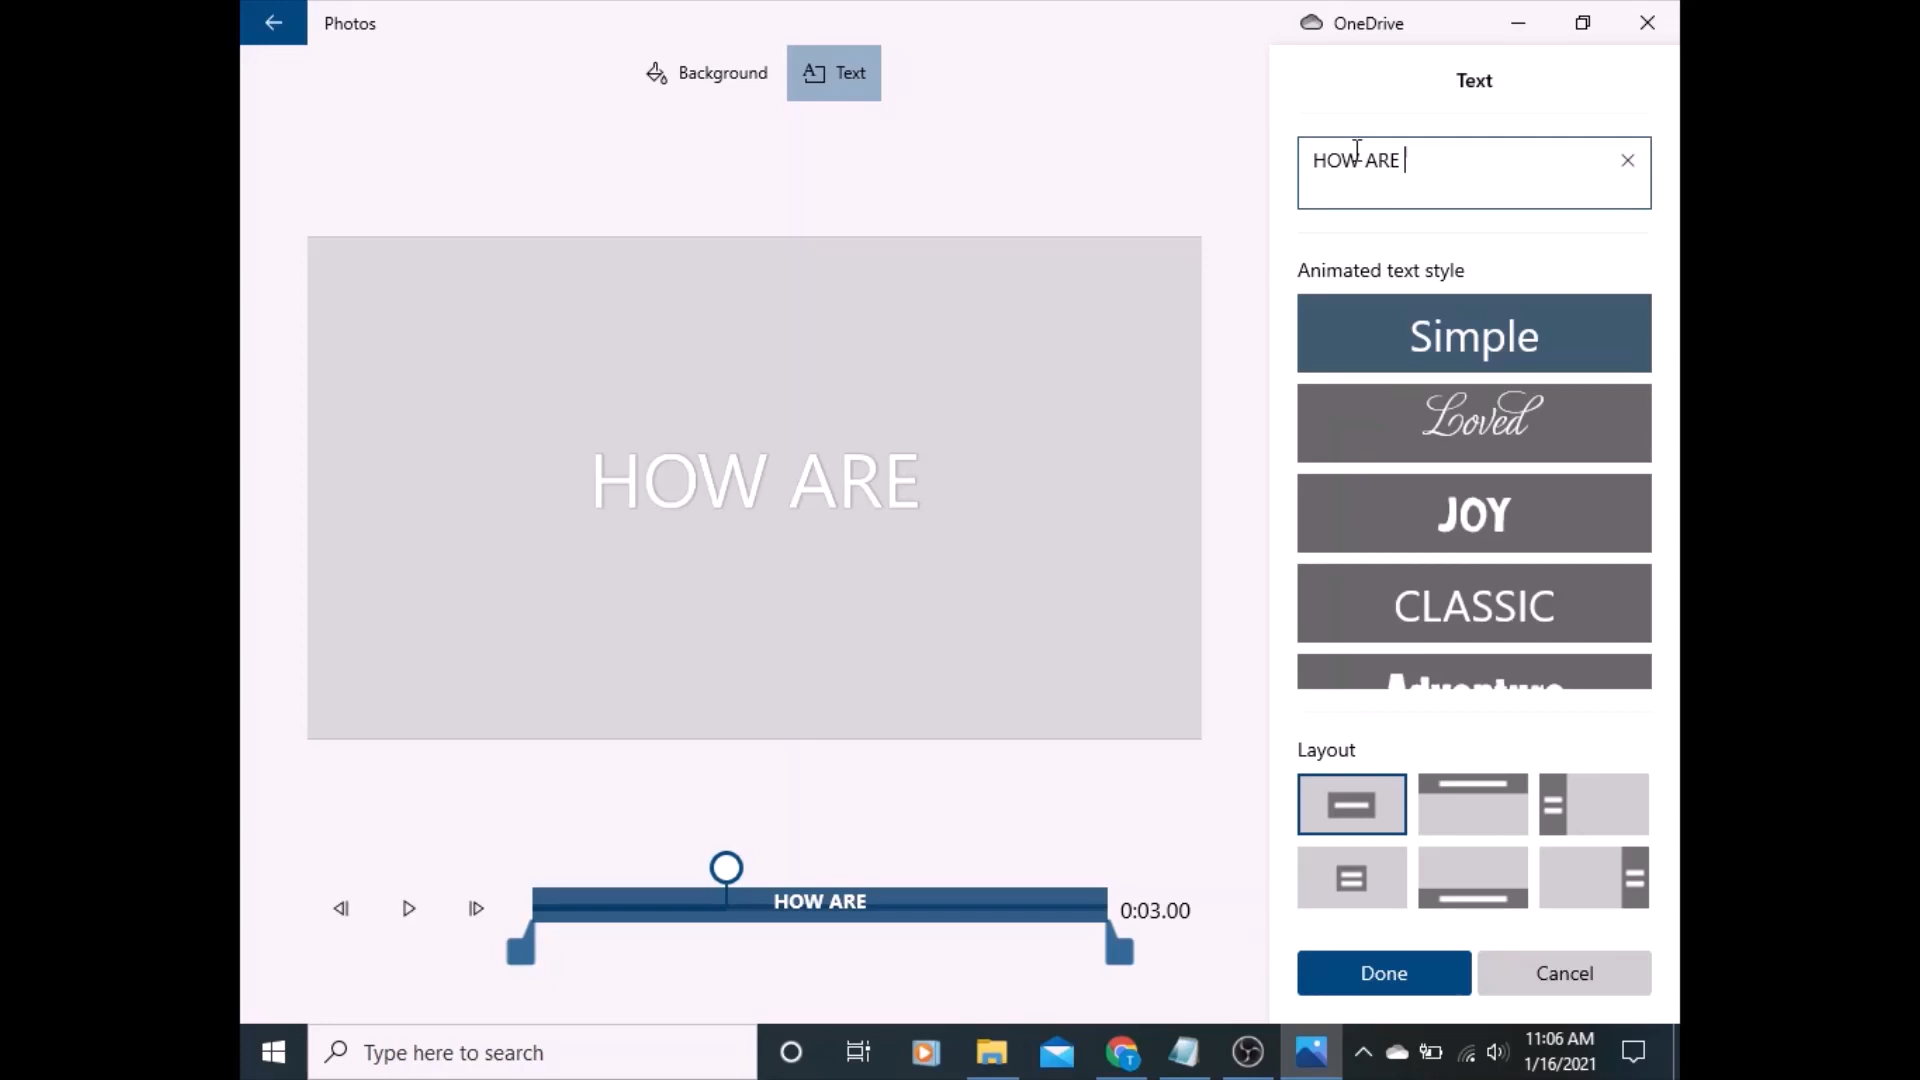 Photos
OneDrive
Background
Text
Text
HOW ARE
Animated text style
Simple
Loved
JOY
CLASSIC
Adventure
HOW ARE
Layout
HOW ARE
0:03.00
Done
Cancel
Type here to search
T
11:06 AM
1/16/2021